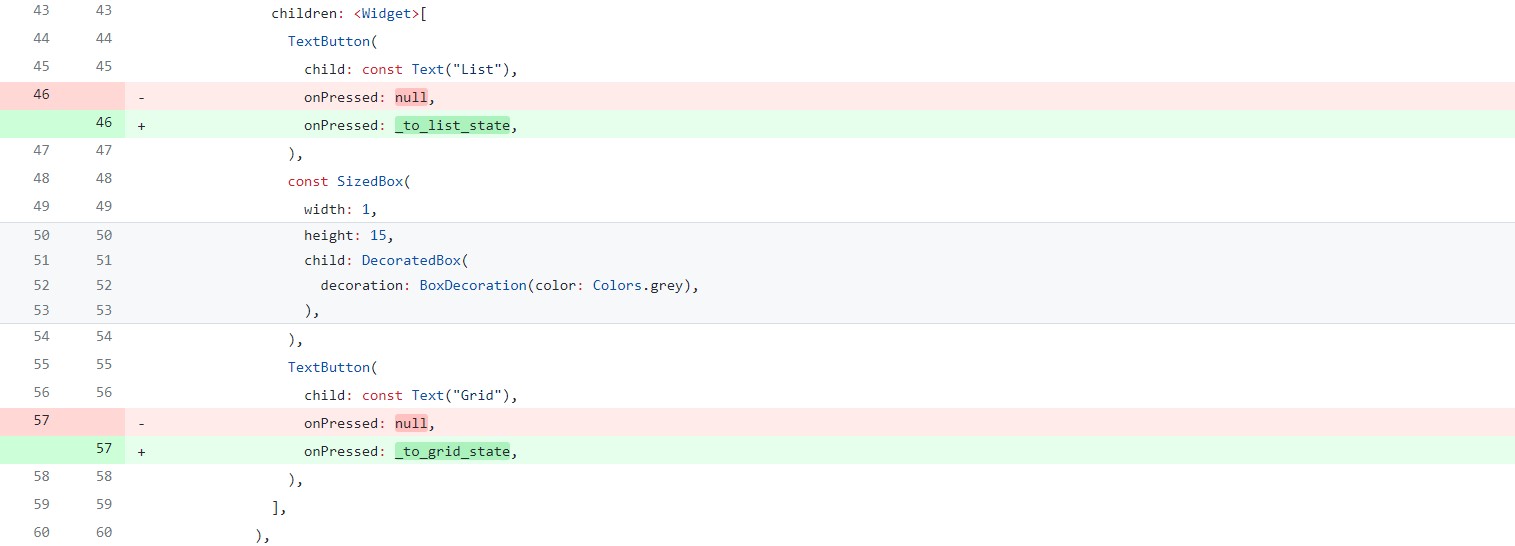 43 43 children: <Widget>[
44 44 TextButton(
45 45 child: const Text("List"),
46 - onPressed: null,
46 + onPressed: _to_list_state,
47 47 ),
48 48 const SizedBox(
49 49 width: 1,
50 50 height: 15,
51 51 child: DecoratedBox(
52 52 decoration: BoxDecoration(color: Colors.grey),
53 53 ),
54 54 ),
55 55 TextButton(
56 56 child: const Text("Grid"),
57 - onPressed: null,
57 + onPressed: _to_grid_state,
58 58 ),
59 59 ],
60 60 ),